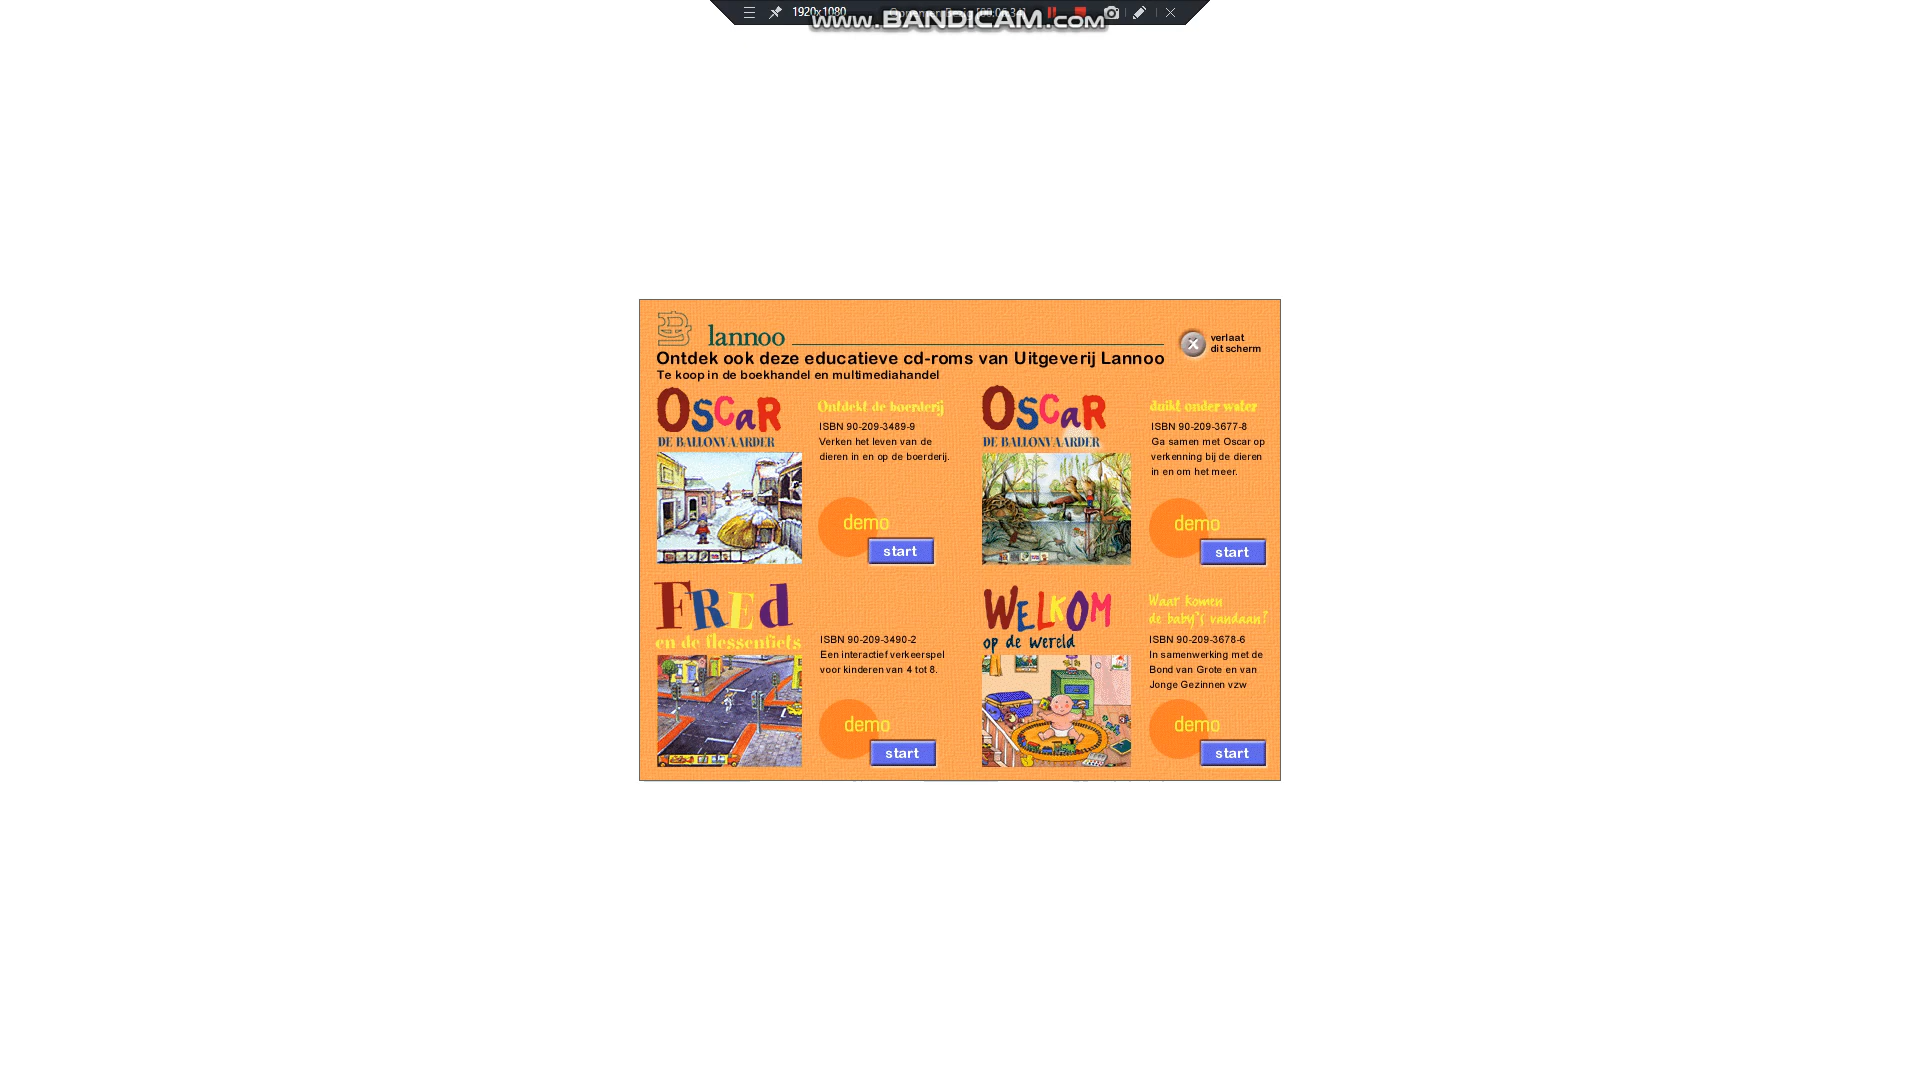 1920x1080
www.BANDICAM.com
lannoo
verlaat
dit scherm
Ontdek ook deze educatieve cd-roms van Uitgeverij Lannoo
Te koop in de boekhandel en multimediahandel
OSCAR
DE BALLONVAARDER
Ontdekt de boerderij
ISBN 90-209-3489-9
Verken het leven van de
dieren in en op de boerderij.
demo
start
OSCAR
DE BALLONVAARDER
duikt onder water
ISBN 90-209-3677-8
Ga samen met Oscar op
verkenning bij de dieren
in en om het meer.
demo
start
FREd
en de flessenfiets
ISBN 90-209-3490-2
Een interactief verkeerspel
voor kinderen van 4 tot 8.
demo
start
WELKOM
op de wereld
Waar komen
de baby's vandaan?
ISBN 90-209-3678-6
In samenwerking met de
Bond van Grote en van
Jonge Gezinnen vzw
demo
start